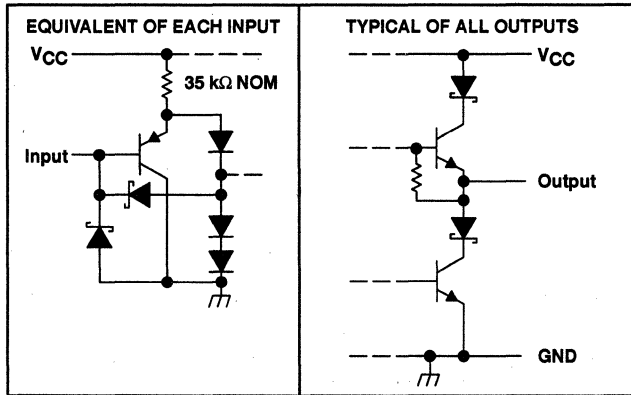 EQUIVALENT OF EACH INPUT
VCC
35 kΩ NOM
Input
TYPICAL OF ALL OUTPUTS
VCC
Output
GND